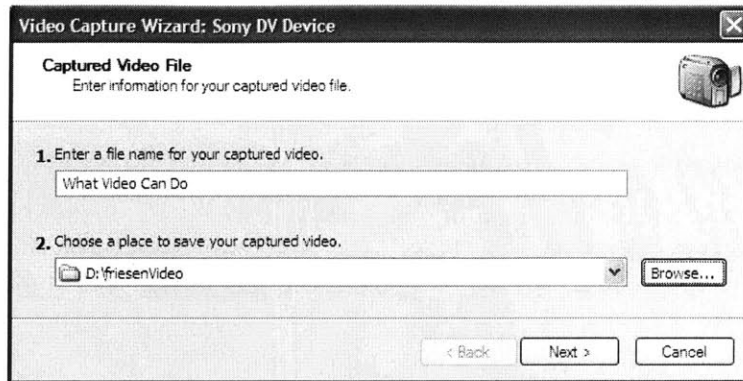 Video Capture Wizard: Sony DV Device
Captured Video File
Enter information for your captured video file.
1. Enter a file name for your captured video.
What Video Can Do
2. Choose a place to save your captured video.
D:\friesenVideo
Browse...
< Back
Next >
Cancel